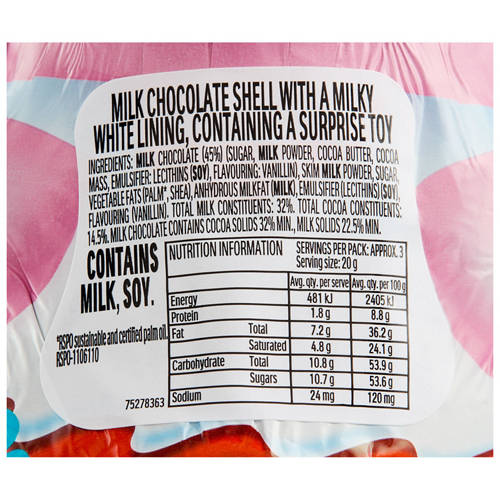 MILK CHOCOLATE SHELL WITH A MILKY
WHITE LINING, CONTAINING A SURPRISE TOY
INGREDIENTS: MILK CHOCOLATE (45%) (SUGAR, MILK POWDER, COCOA BUTTER, COCOA
MASS, EMULSIFIER: LECITHINS (SOY), FLAVOURING: VANILLIN), SKIM MILK POWDER, SUGAR,
VEGETABLE FATS (PALM*, SHEA), ANHYDROUS MILKFAT (MILK), EMULSIFIER (LECITHINS) (SOY),
FLAVOURING (VANILLIN). TOTAL MILK CONSTITUENTS: 32%. TOTAL COCOA CONSTITUENTS:
14.5%. MILK CHOCOLATE CONTAINS COCOA SOLIDS 32% MIN., MILK SOLIDS 22.5% MIN.
CONTAINS
MILK, SOY.
*RSPO sustainable and certified palm oil.
RSPO-1106110
75278363
NUTRITION INFORMATION SERVINGS PER PACK: APPROX. 3
Serving size: 20 g
Avg. qty. per serve Avg. qty. per 100 g
Energy 481 kJ 2405 kJ
Protein 1.8 g 8.8 g
Fat Total 7.2 g 36.2 g
Saturated 4.8 g 24.1 g
Carbohydrate Total 10.8 g 53.9 g
Sugars 10.7 g 53.6 g
Sodium 24 mg 120 mg